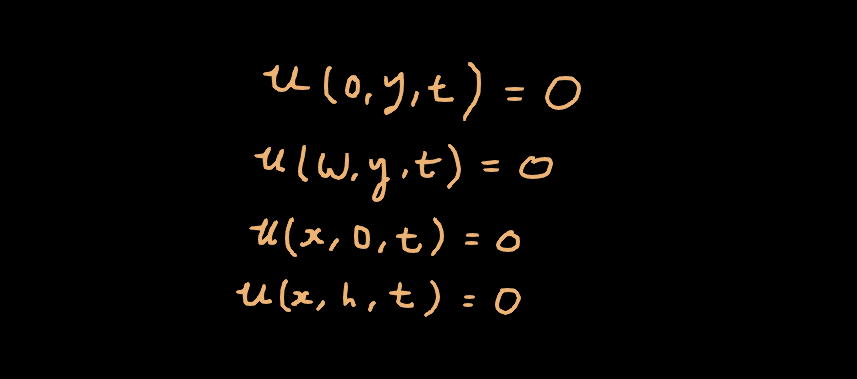 u(0,y,t) = 0
u(w,y,t) = 0
u(x,0,t) = 0
u(x,h,t) = 0